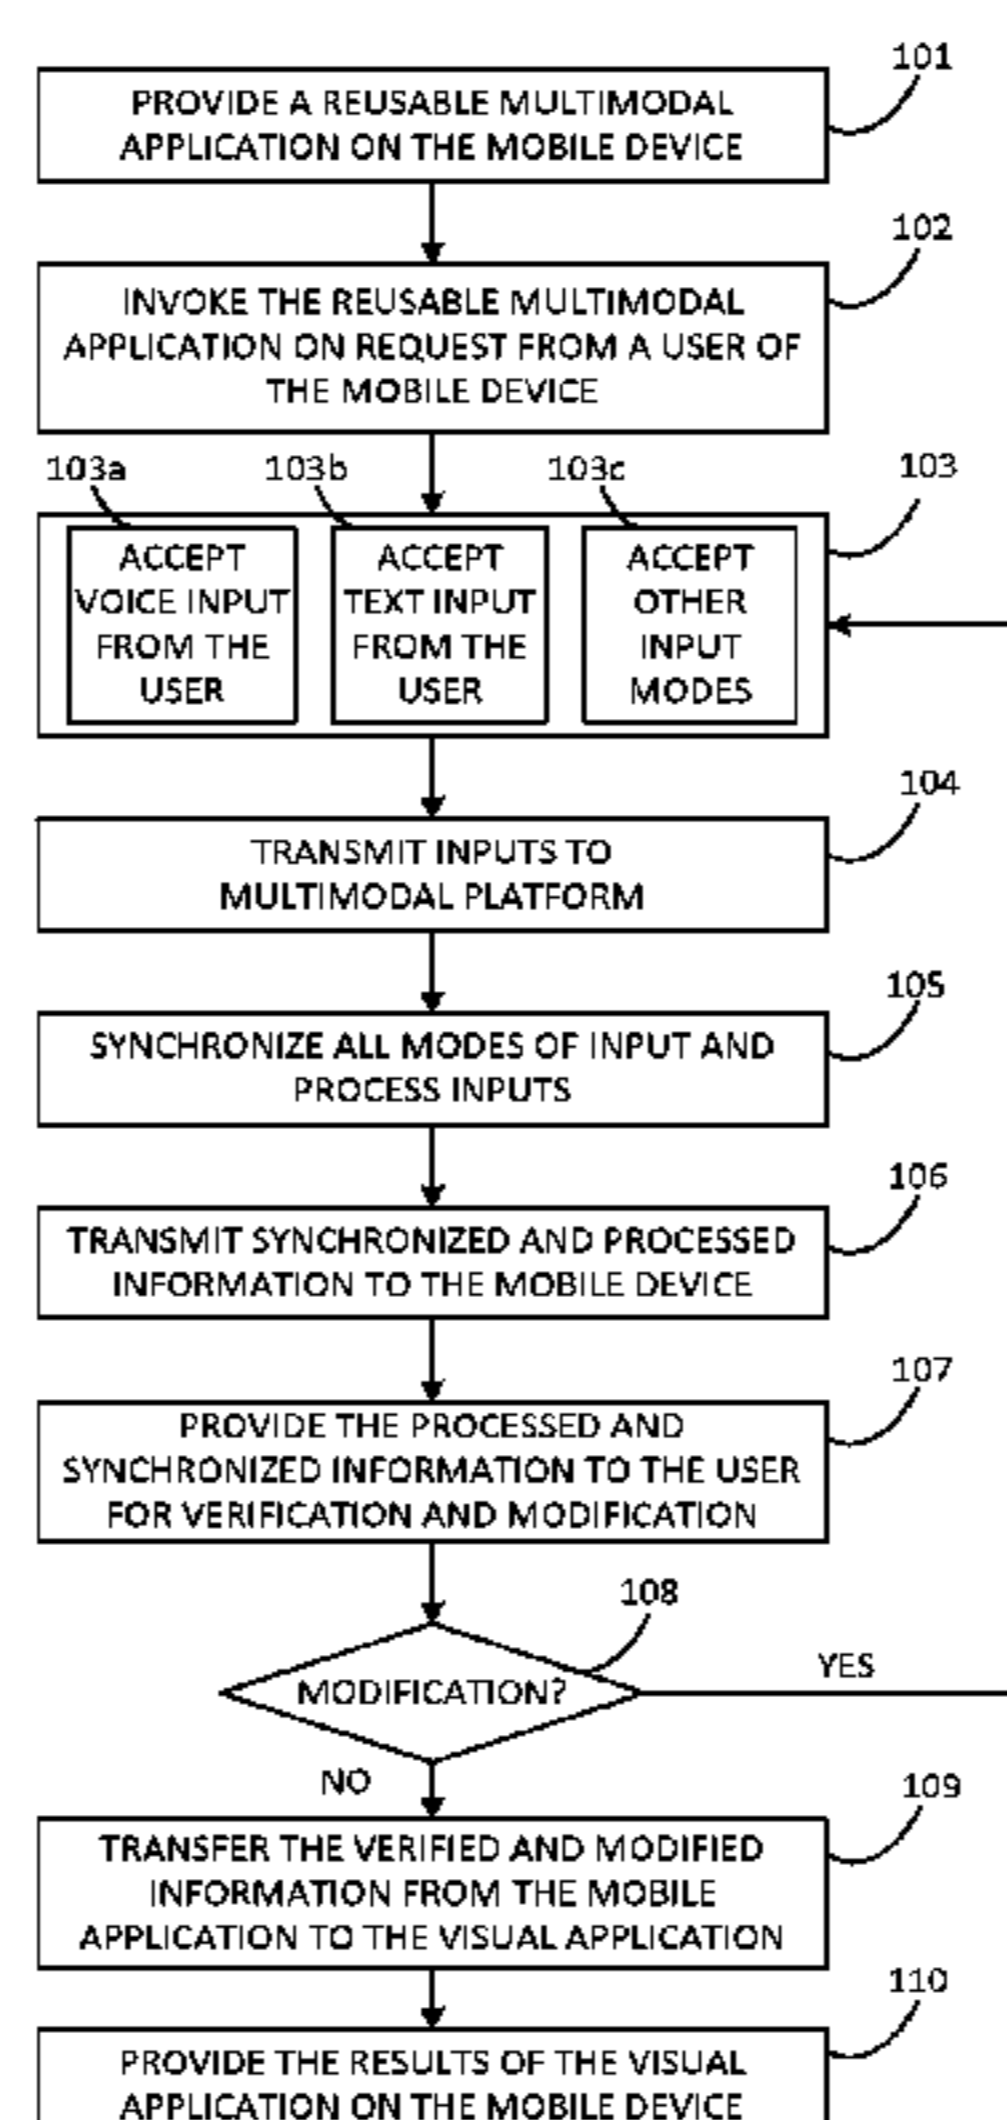 101
PROVIDE A REUSABLE MULTIMODAL
APPLICATION ON THE MOBILE DEVICE
102
INVOKE THE REUSABLE MULTIMODAL
APPLICATION ON REQUEST FROM A USER OF
THE MOBILE DEVICE
103a
103b
103c
103
ACCEPT
VOICE INPUT
FROM THE
USER
ACCEPT
TEXT INPUT
FROM THE
USER
ACCEPT
OTHER
INPUT
MODES
104
TRANSMIT INPUTS TO
MULTIMODAL PLATFORM
105
SYNCHRONIZE ALL MODES OF INPUT AND
PROCESS INPUTS
106
TRANSMIT SYNCHRONIZED AND PROCESSED
INFORMATION TO THE MOBILE DEVICE
107
PROVIDE THE PROCESSED AND
SYNCHRONIZED INFORMATION TO THE USER
FOR VERIFICATION AND MODIFICATION
108
MODIFICATION?
YES
NO
109
TRANSFER THE VERIFIED AND MODIFIED
INFORMATION FROM THE MOBILE
APPLICATION TO THE VISUAL APPLICATION
110
PROVIDE THE RESULTS OF THE VISUAL
APPLICATION ON THE MOBILE DEVICE